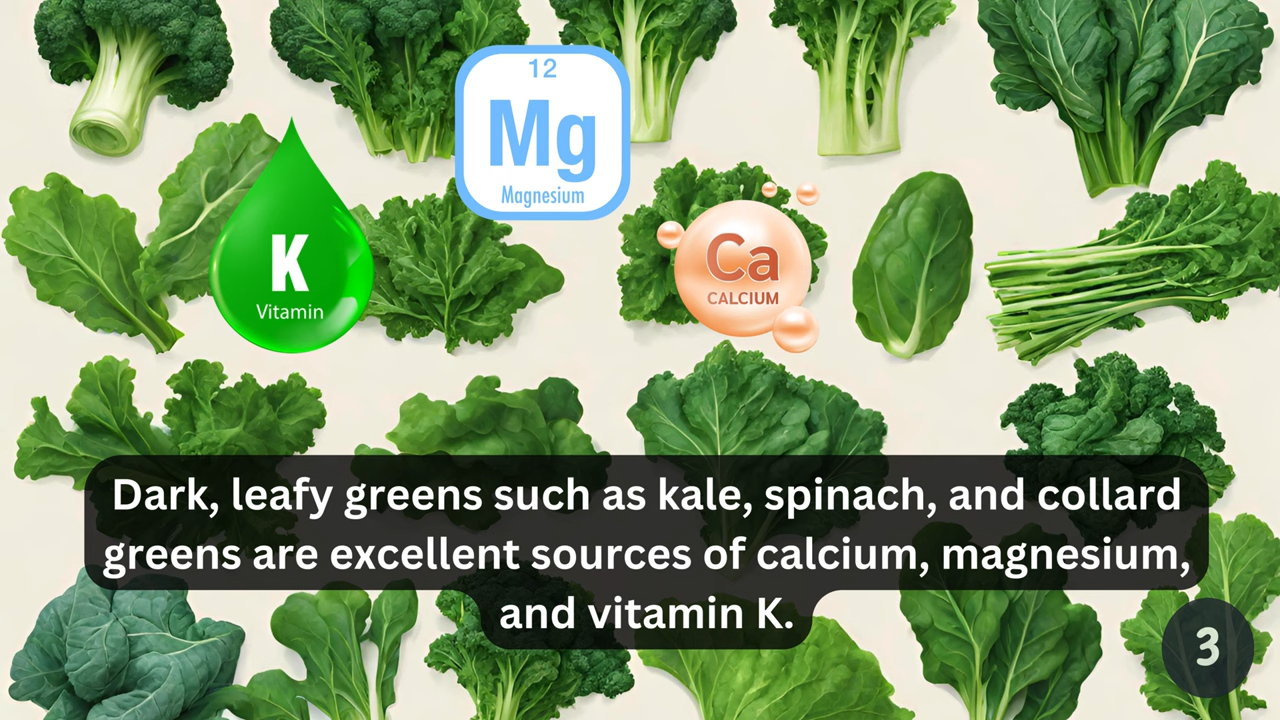 12
Mg
Magnesium
K
Vitamin
Ca
CALCIUM
Dark, leafy greens such as kale, spinach, and collard
greens are excellent sources of calcium, magnesium,
and vitamin K.
3